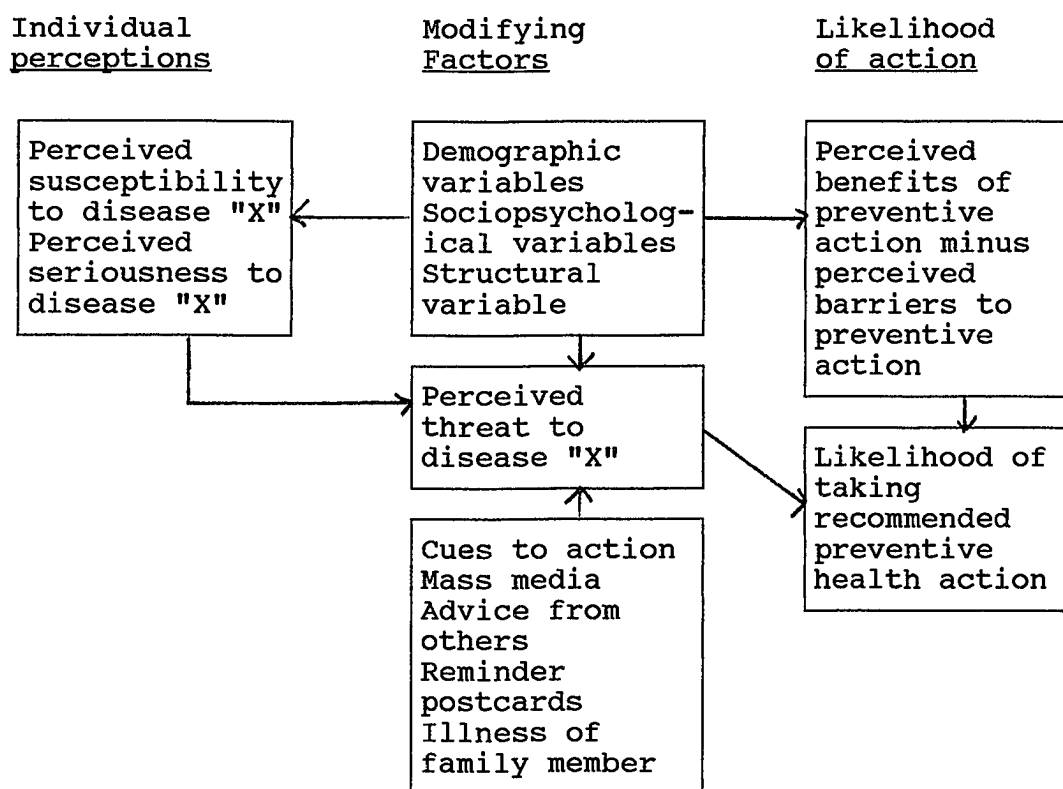 Individual
perceptions
Modifying
Factors
Likelihood
of action
Perceived
susceptibility
to disease "X"
Perceived
seriousness to
disease "X"
Demographic
variables
Sociopsycholog-
ical variables
Structural
variable
Perceived
benefits of
preventive
action minus
perceived
barriers to
preventive
action
Perceived
threat to
disease "X"
Likelihood of
taking
recommended
preventive
health action
Cues to action
Mass media
Advice from
others
Reminder
postcards
Illness of
family member